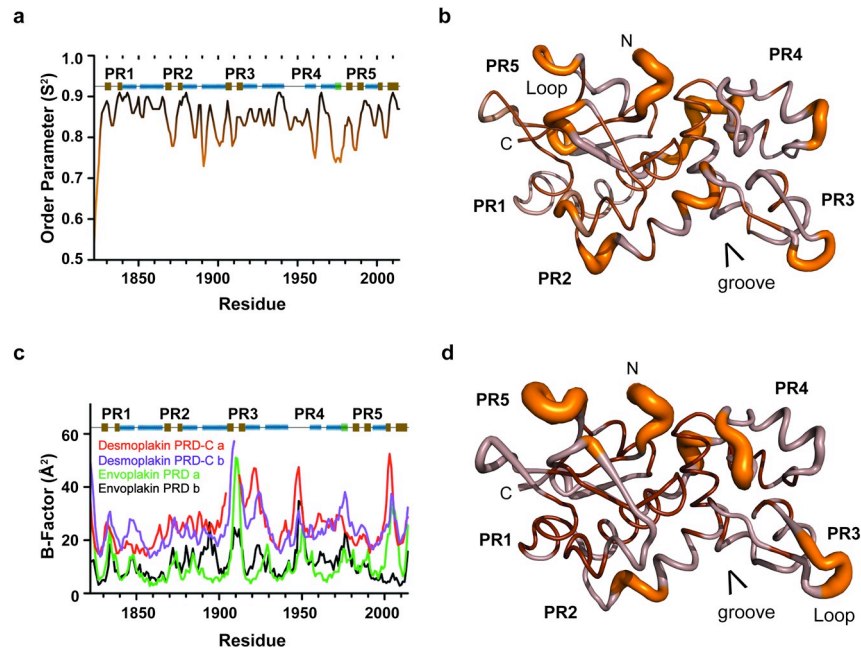 a
1.0
PR1 PR2 PR3 PR4 PR5
0.9
0.8
0.7
0.6
0.5
Order Parameter (S²)
1850 1900 1950 2000
Residue
b
N
PR4
PR5
Loop
C
PR1
PR3
PR2
groove
c
PR1 PR2 PR3 PR4 PR5
60
40
20
0
B-Factor (Å²)
Desmoplakin PRD-C a
Desmoplakin PRD-C b
Envoplakin PRD a
Envoplakin PRD b
1850 1900 1950 2000
Residue
d
N
PR5
PR4
C
PR1
PR3
PR2
groove
Loop